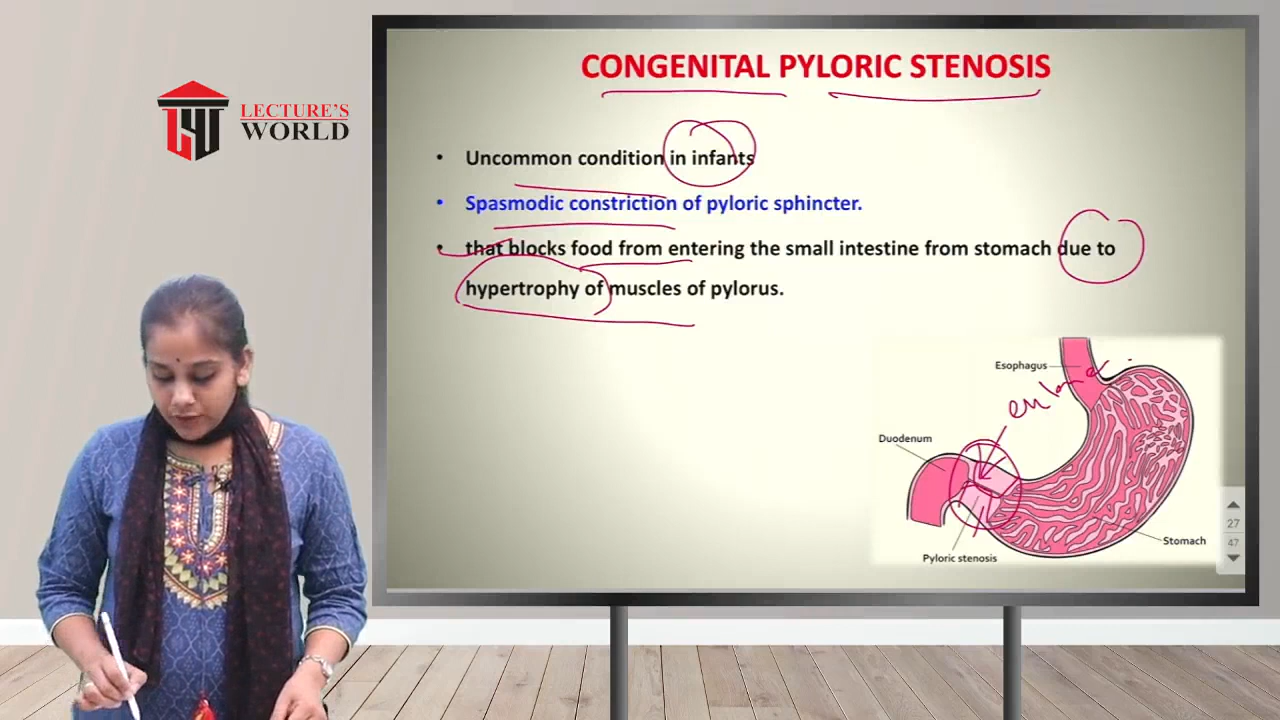 LECTURE'S
WORLD
CONGENITAL PYLORIC STENOSIS
• Uncommon condition in infants
• Spasmodic constriction of pyloric sphincter.
• that blocks food from entering the small intestine from stomach due to
hypertrophy of muscles of pylorus.
Esophagus
Duodenum
Pyloric stenosis
Stomach
27
47